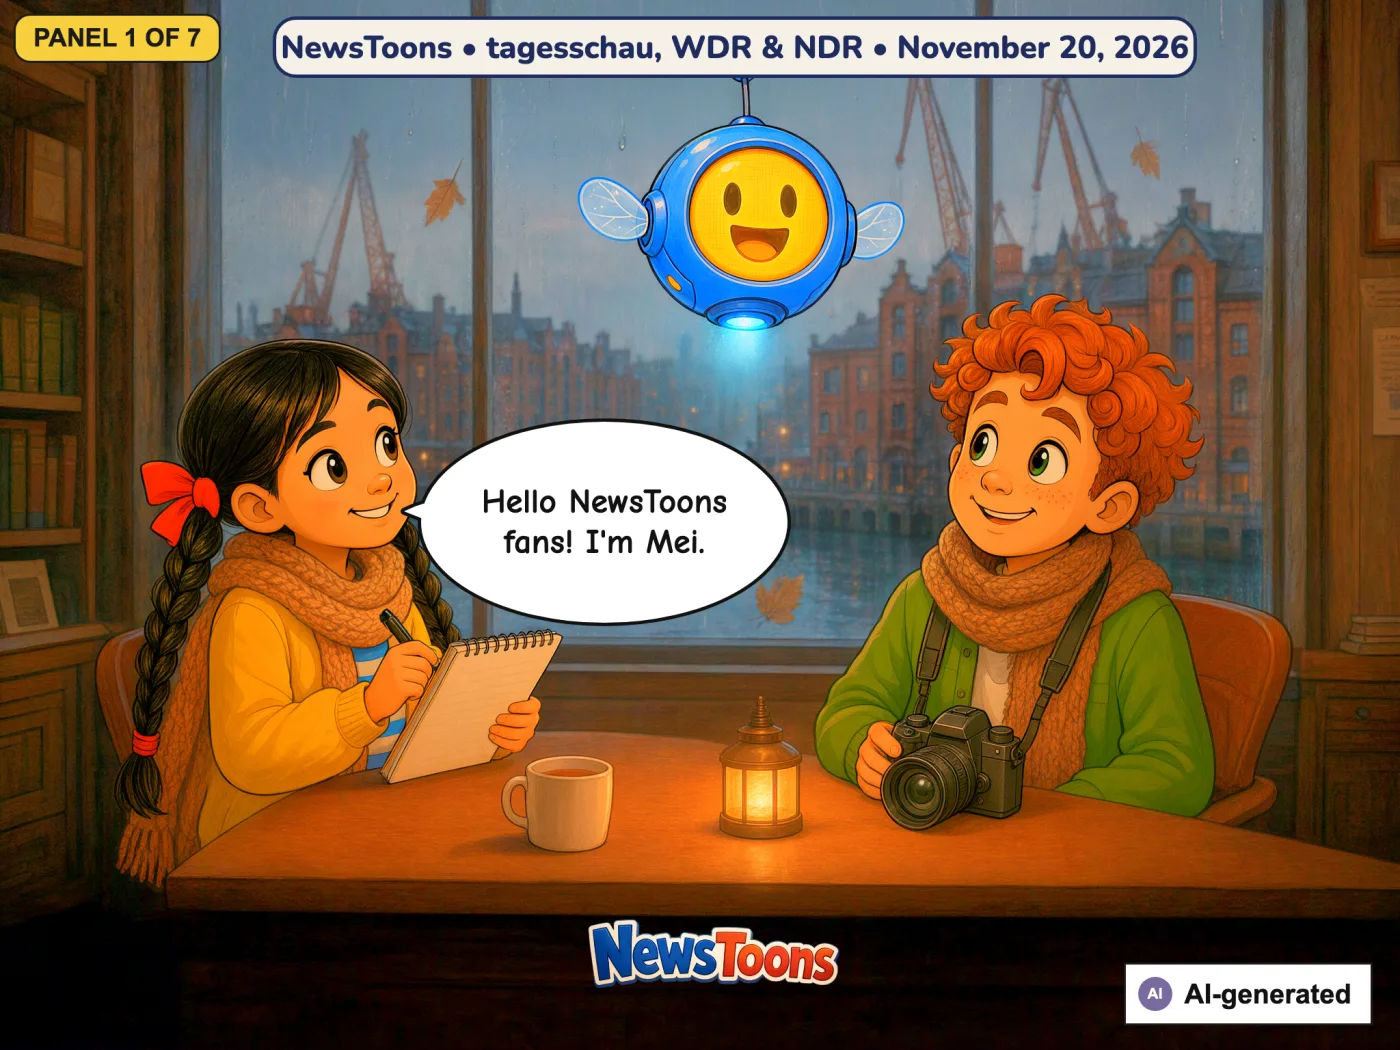 PANEL 1 OF 7
NewsToons • tagesschau, WDR & NDR • November 20, 2026
Hello NewsToons
fans! I'm Mei.
NewsToons
AI AI-generated